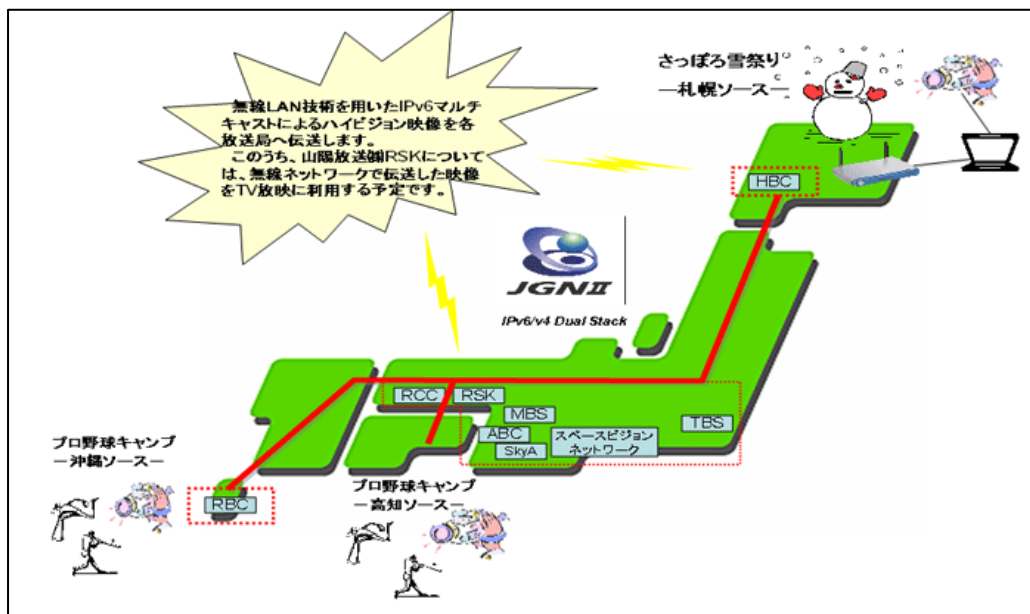 無線LAN技術を用いたIPv6マルチ
キャストによるハイビジョン映像を各
放送局へ伝送します。
このうち、山陽放送㈱RSKについて
は、無線ネットワークで伝送した映像
をTV放映に利用する予定です。
さっぽろ雪祭り
―札幌ソース―
HBC
JGNII
IPv6/v4 Dual Stack
RCC
RSK
MBS
ABC
SkyA
スペースビジョン
ネットワーク
TBS
プロ野球キャンプ
―沖縄ソース―
RBC
プロ野球キャンプ
―高知ソース―